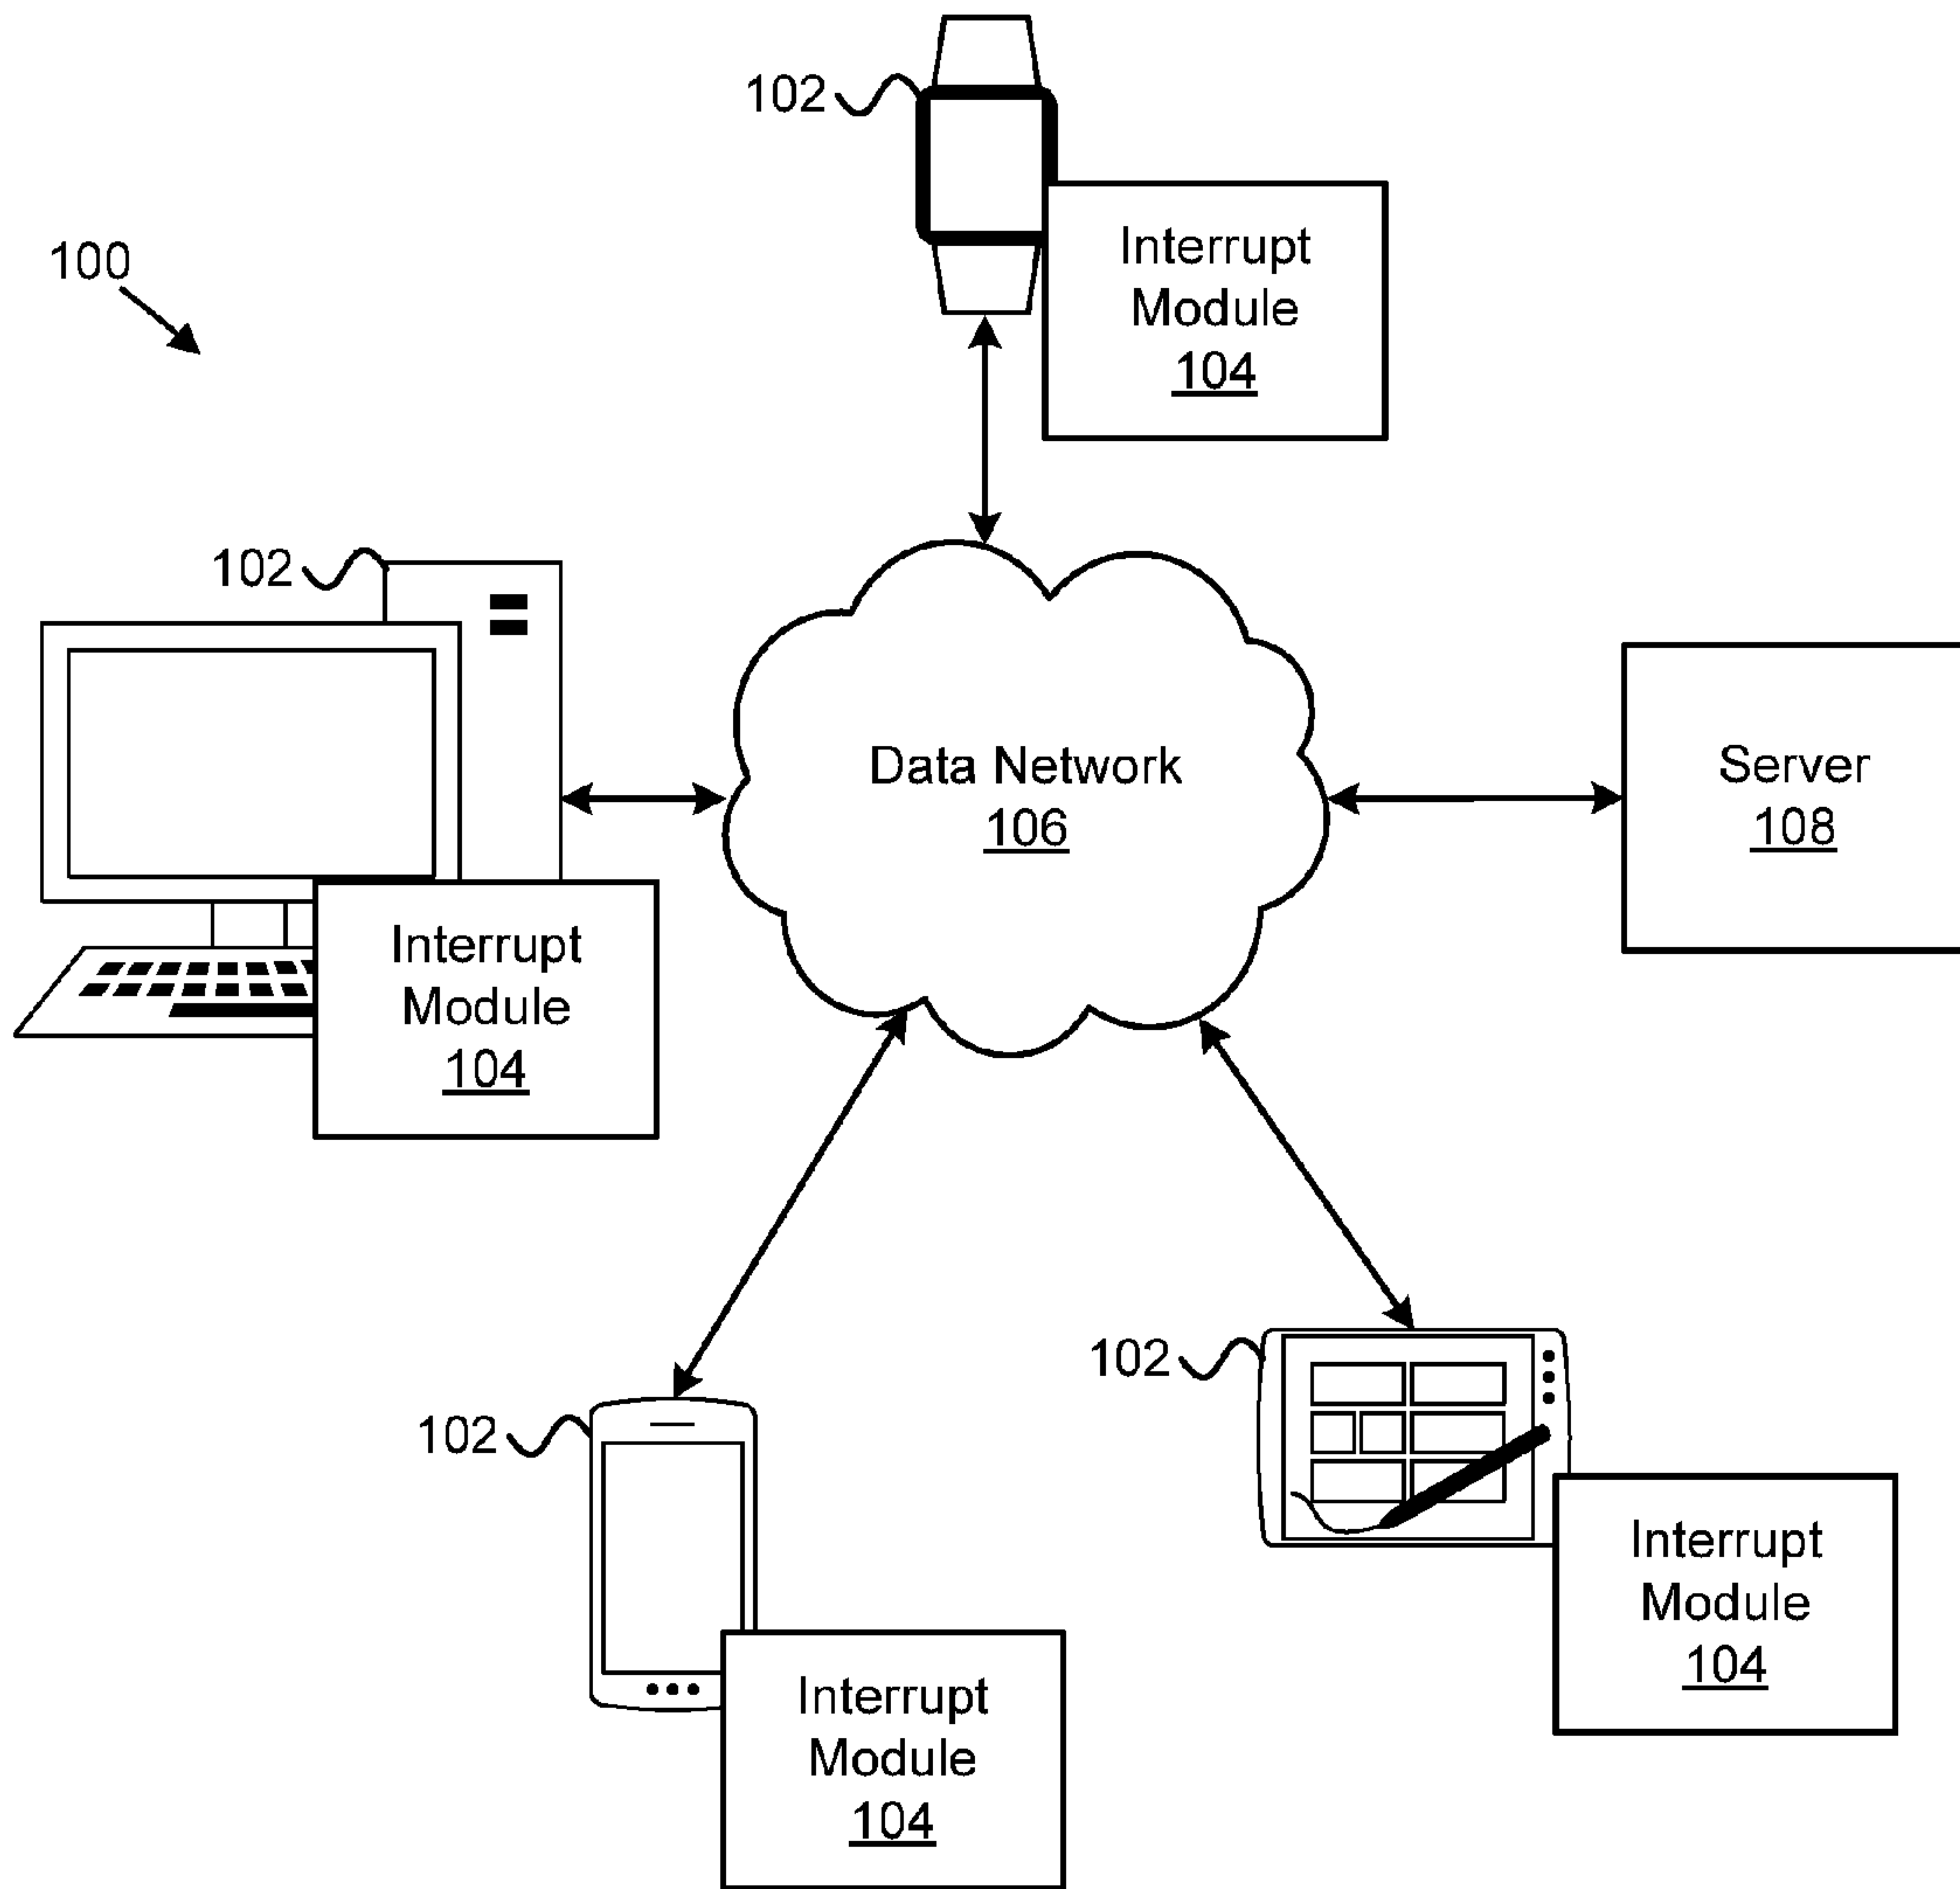 102
Interrupt
Module
104
100
102
Data Network
106
Server
108
Interrupt
Module
104
102
Interrupt
Module
104
102
Interrupt
Module
104